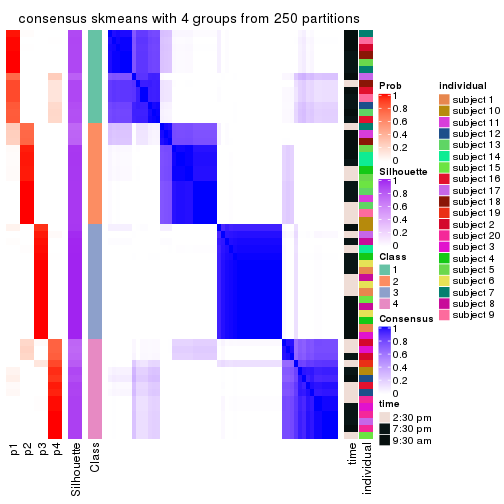 consensus skmeans with 4 groups from 250 partitions
p1
p2
p3
p4
Silhouette
Class
time
individual
Prob
1
0.8
0.6
0.4
0.2
0
Silhouette
1
0.8
0.6
0.4
0.2
0
Class
1
2
3
4
Consensus
1
0.8
0.6
0.4
0.2
0
time
2:30 pm
7:30 pm
9:30 am
individual
subject 1
subject 10
subject 11
subject 12
subject 13
subject 14
subject 15
subject 16
subject 17
subject 18
subject 19
subject 2
subject 20
subject 3
subject 4
subject 5
subject 6
subject 7
subject 8
subject 9